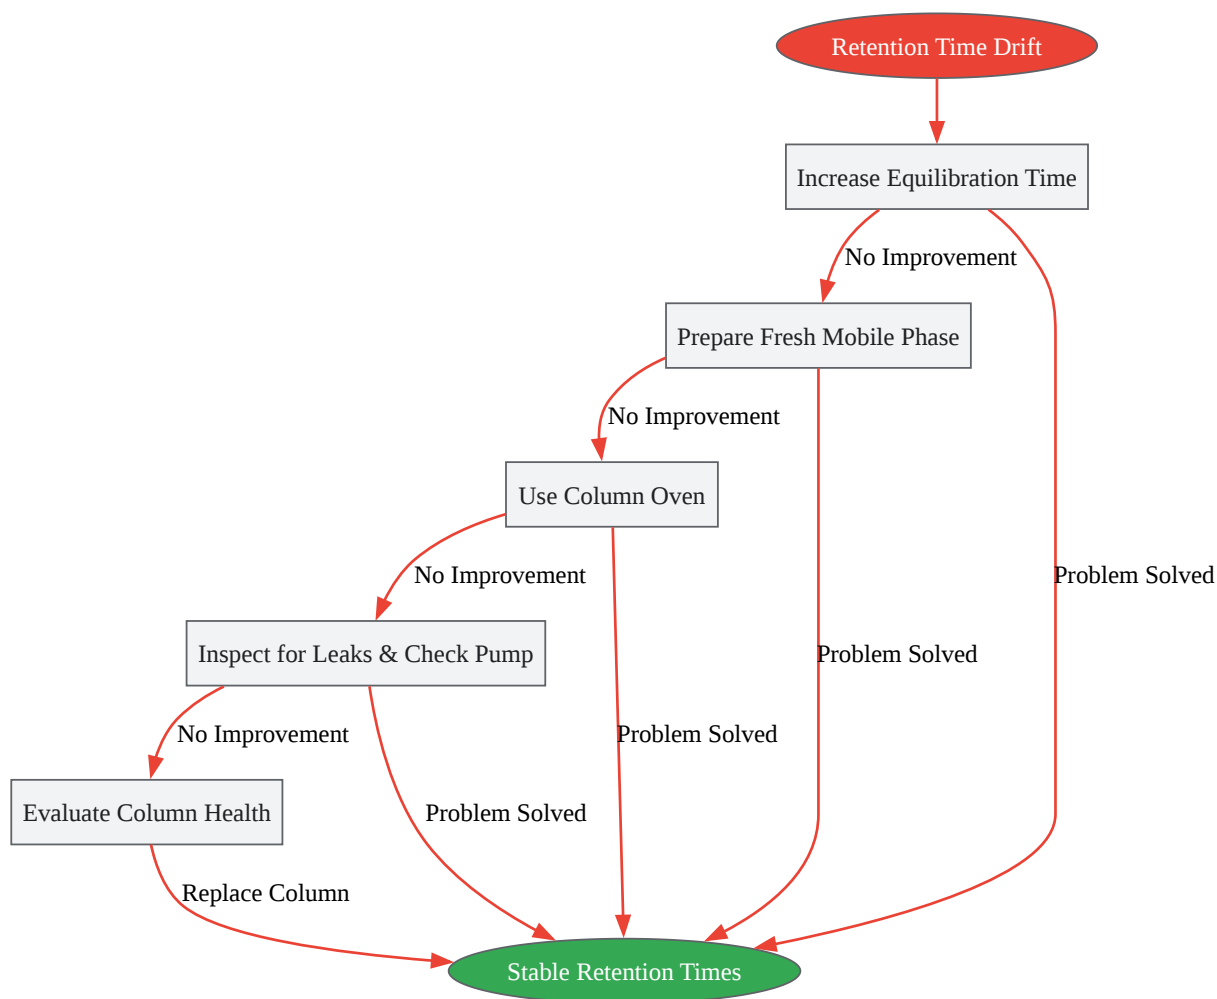 Retention Time Drift
Increase Equilibration Time
No Improvement
Prepare Fresh Mobile Phase
No Improvement
Use Column Oven
No Improvement
Problem Solved
Inspect for Leaks & Check Pump
Problem Solved
No Improvement
Problem Solved
Evaluate Column Health
Problem Solved
Replace Column
Stable Retention Times